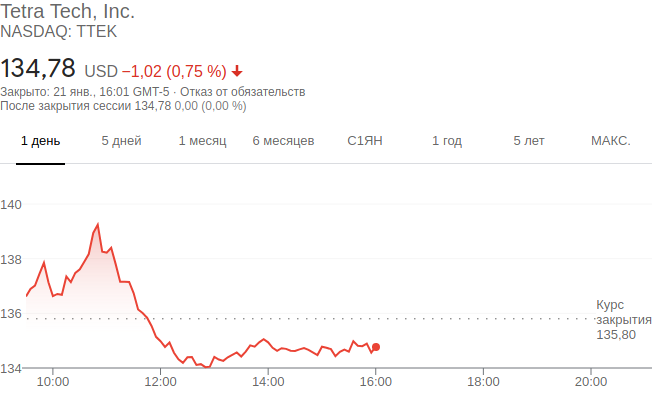 Tetra Tech, Inc.
NASDAQ: TTEK
134,78 USD −1,02 (0,75 %)
Закрыто: 21 янв., 16:01 GMT-5 · Отказ от обязательств
После закрытия сессии 134,78 0,00 (0,00 %)
1 день 5 дней 1 месяц 6 месяцев С1ЯН 1 год 5 лет МАКС.
140
138
136
134
Курс
закрытия
135,80
10:00 12:00 14:00 16:00 18:00 20:00